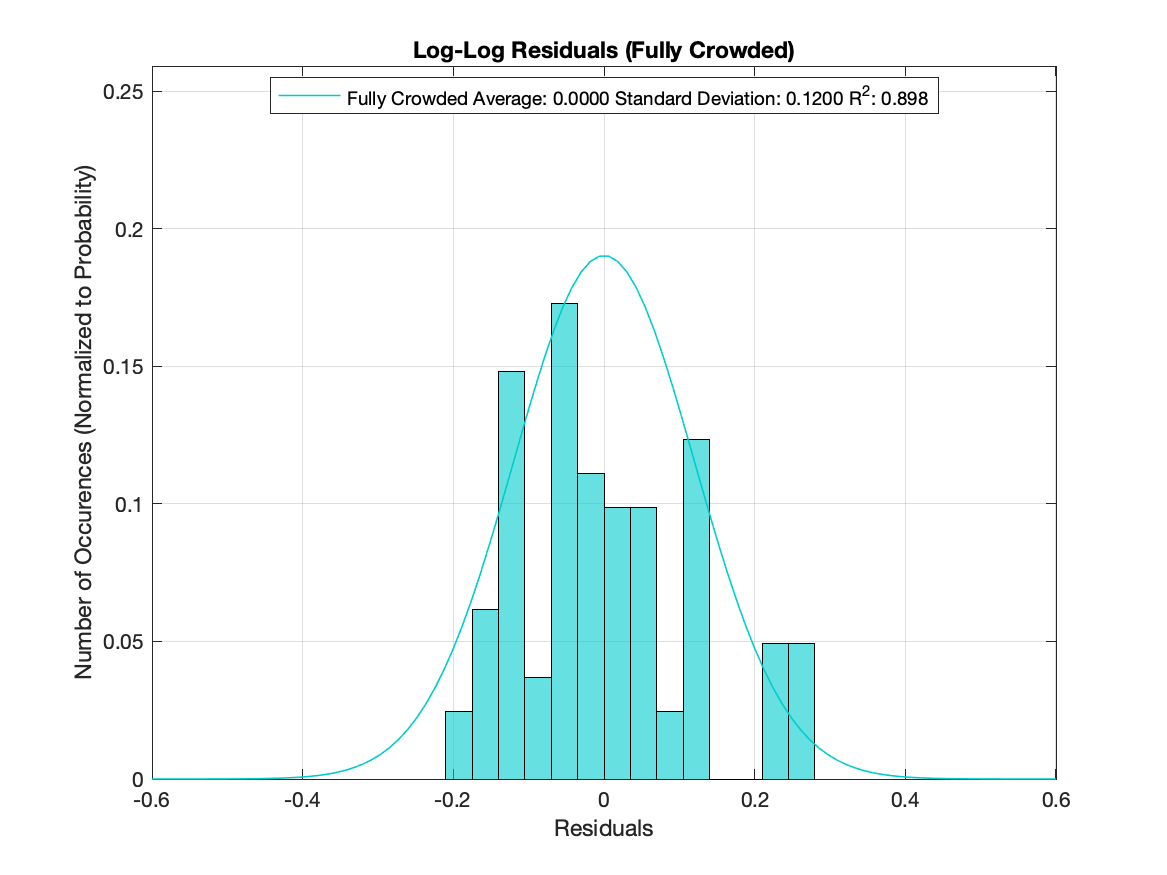 Log-Log Residuals (Fully Crowded)
Fully Crowded Average: 0.0000 Standard Deviation: 0.1200 R²: 0.898
Number of Occurences (Normalized to Probability)
0.25
0.2
0.15
0.1
0.05
0
-0.6 -0.4 -0.2 0 0.2 0.4 0.6
Residuals